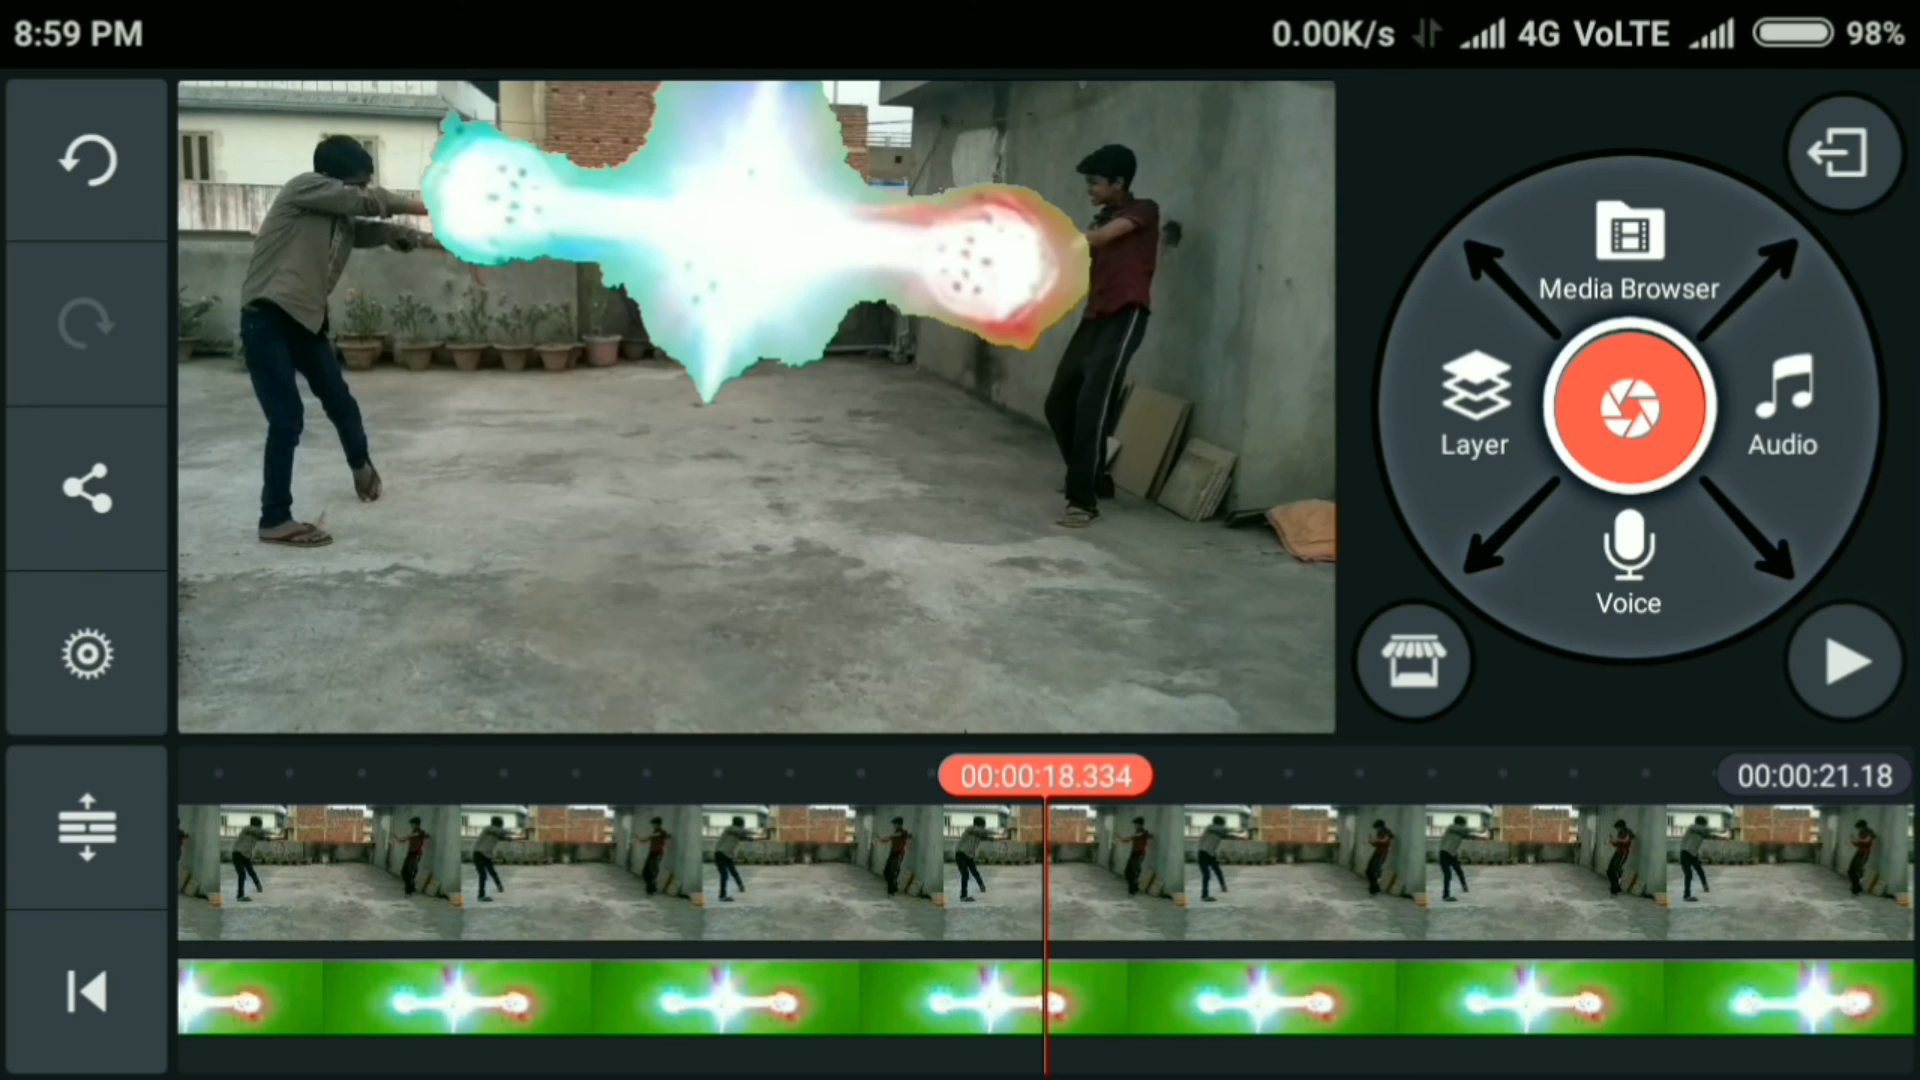 8:59 PM
0.00K/s 4G VoLTE 98%
Media Browser
Layer
Audio
Voice
00:00:18.334
00:00:21.18